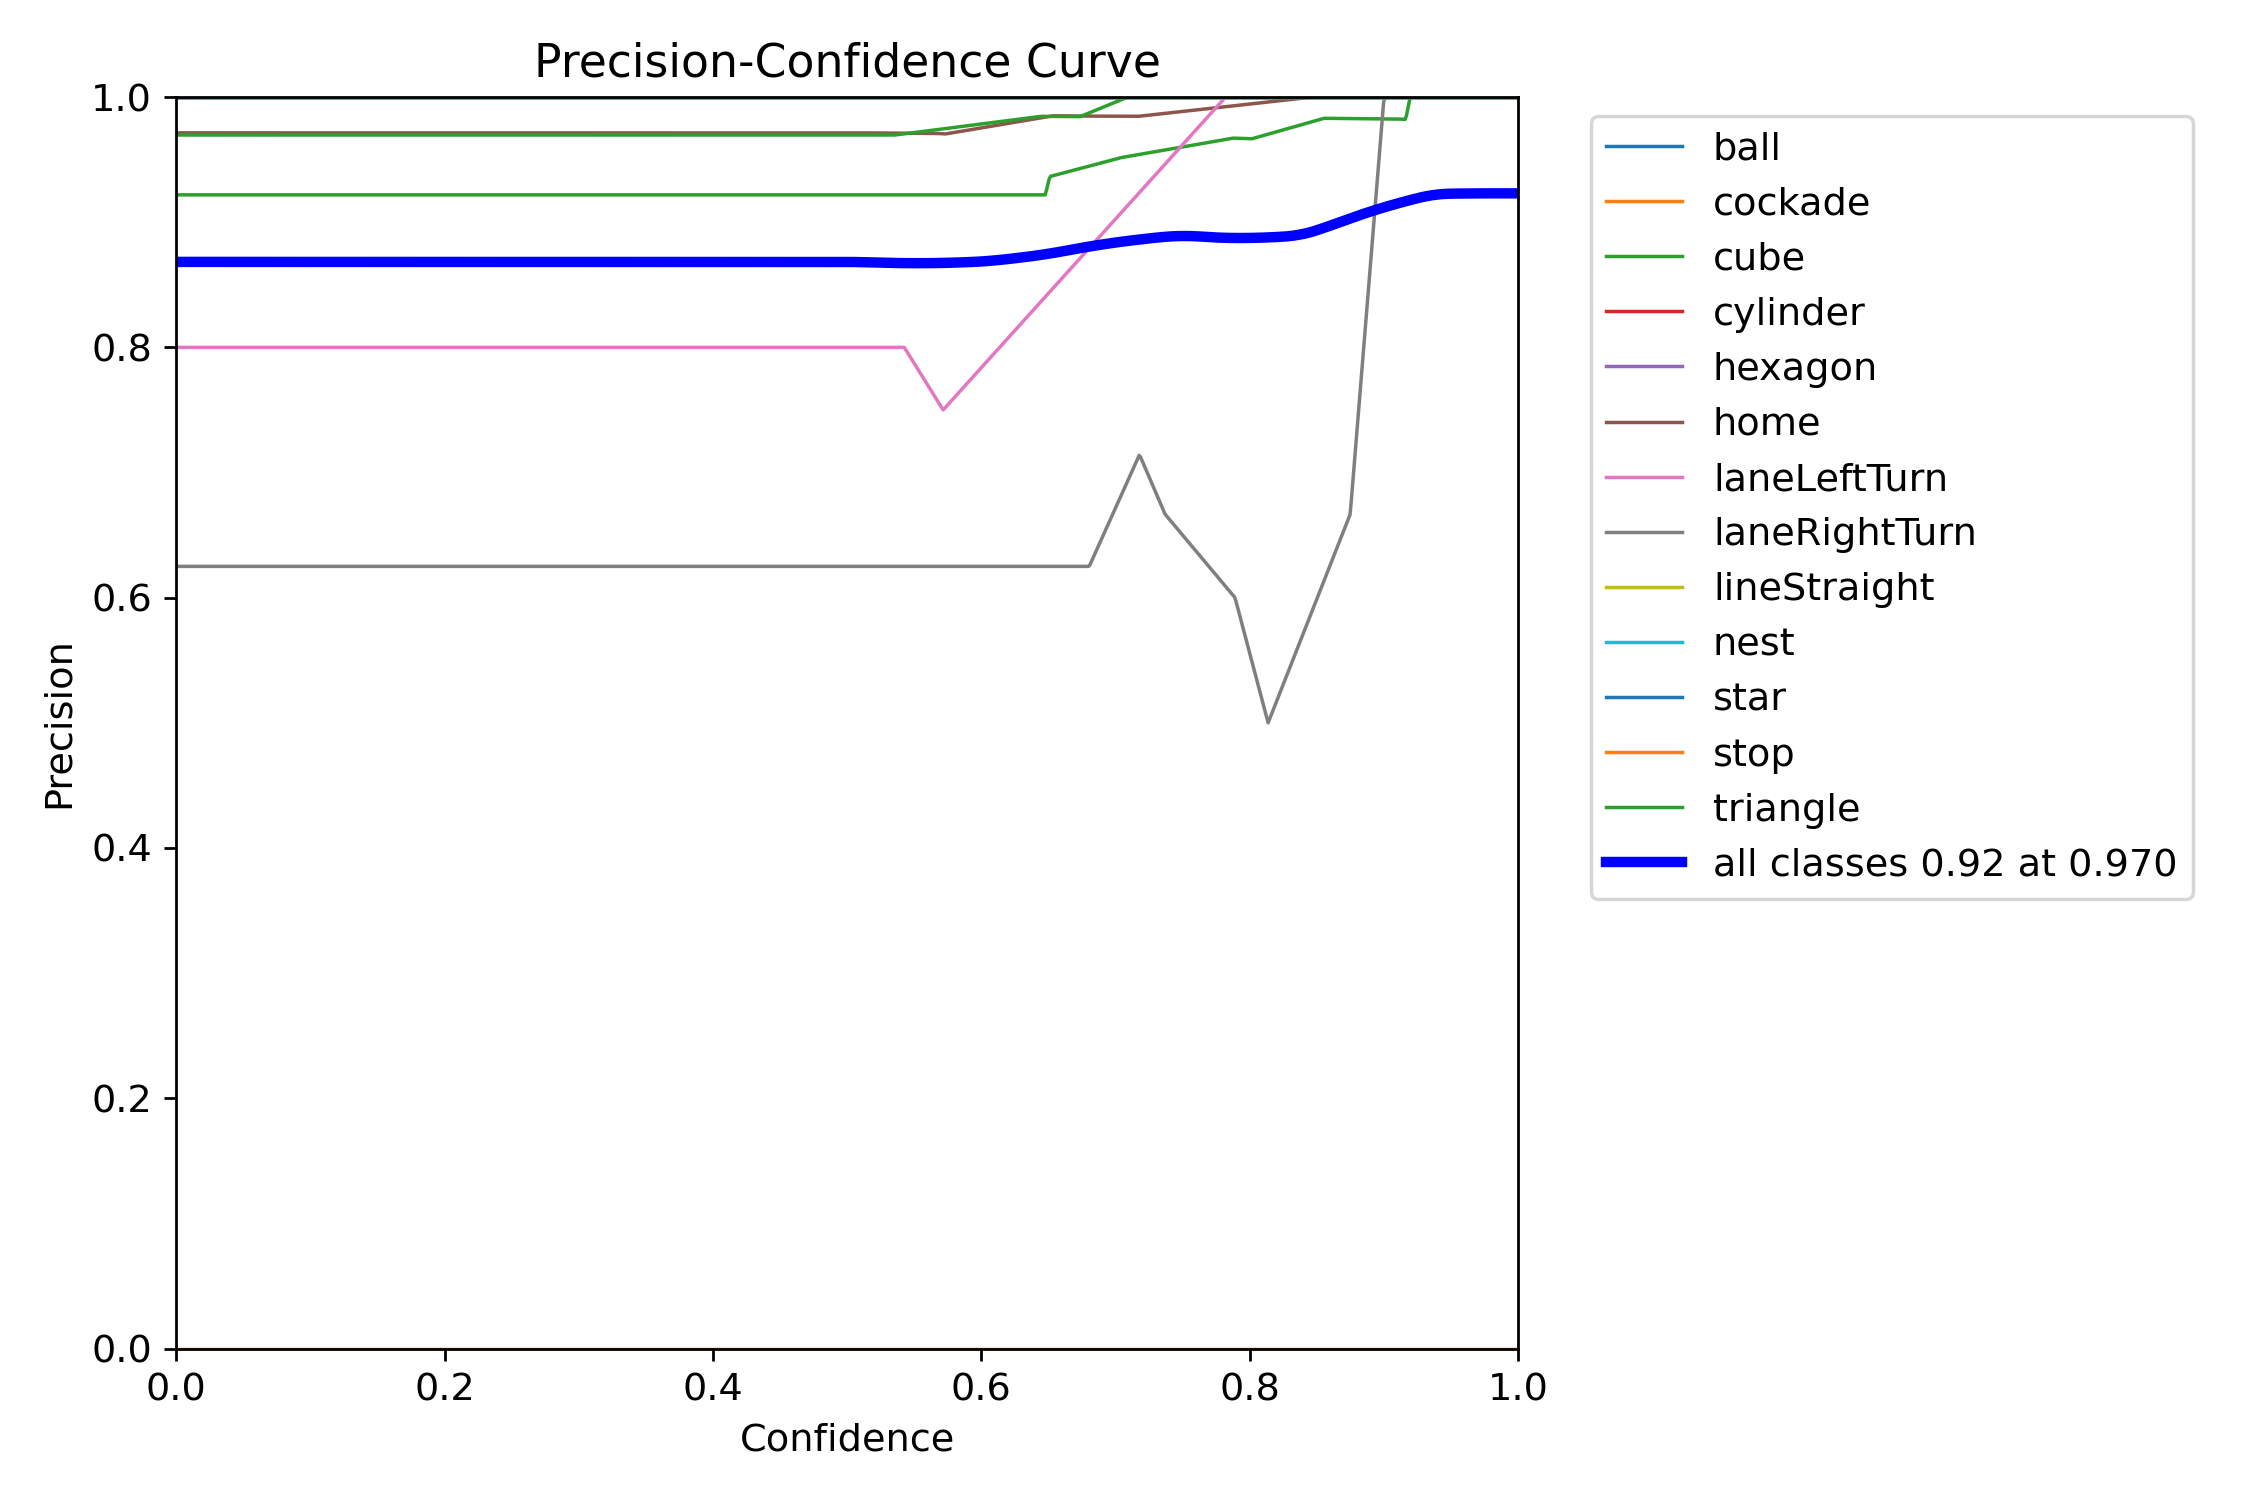 Precision-Confidence Curve
1.0
0.8
0.6
0.4
0.2
0.0
Precision
0.0 0.2 0.4 0.6 0.8 1.0
Confidence
ball
cockade
cube
cylinder
hexagon
home
laneLeftTurn
laneRightTurn
lineStraight
nest
star
stop
triangle
all classes 0.92 at 0.970